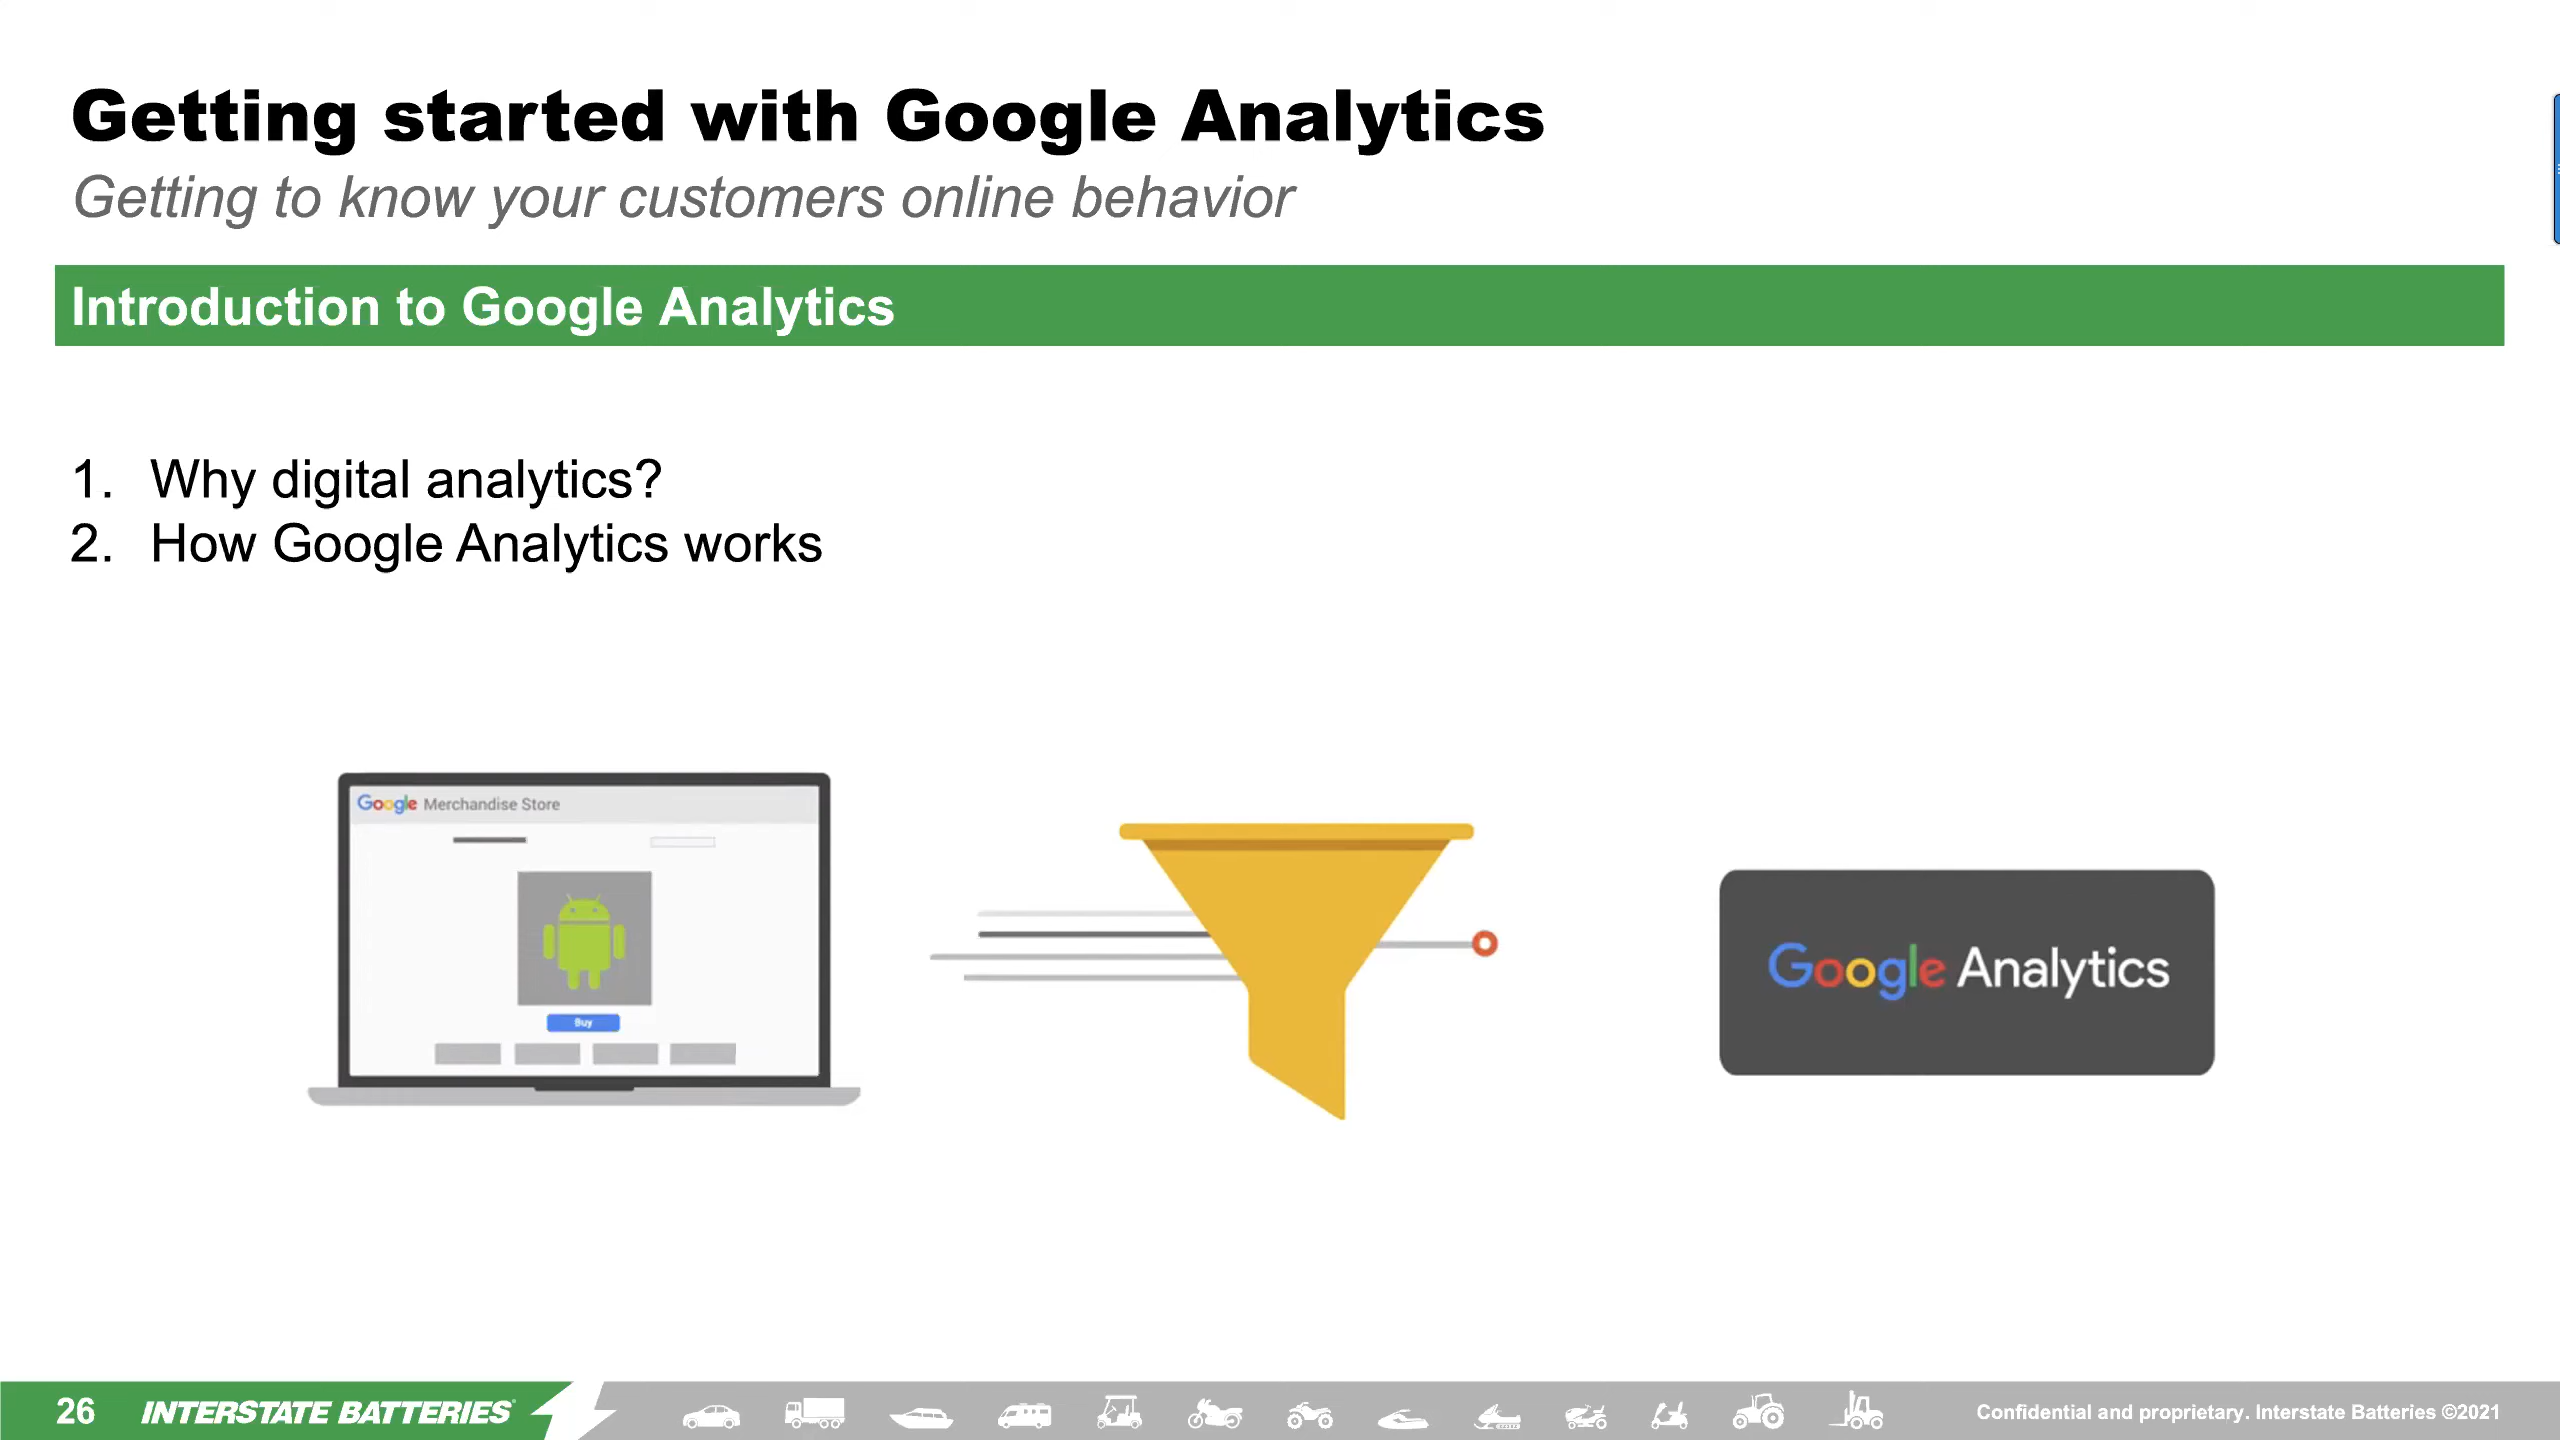 Getting started with Google Analytics
Getting to know your customers online behavior
Introduction to Google Analytics
1. Why digital analytics?
2. How Google Analytics works
Google Merchandise Store
Buy
Google Analytics
26 INTERSTATE BATTERIES
Confidential and proprietary. Interstate Batteries ©2021